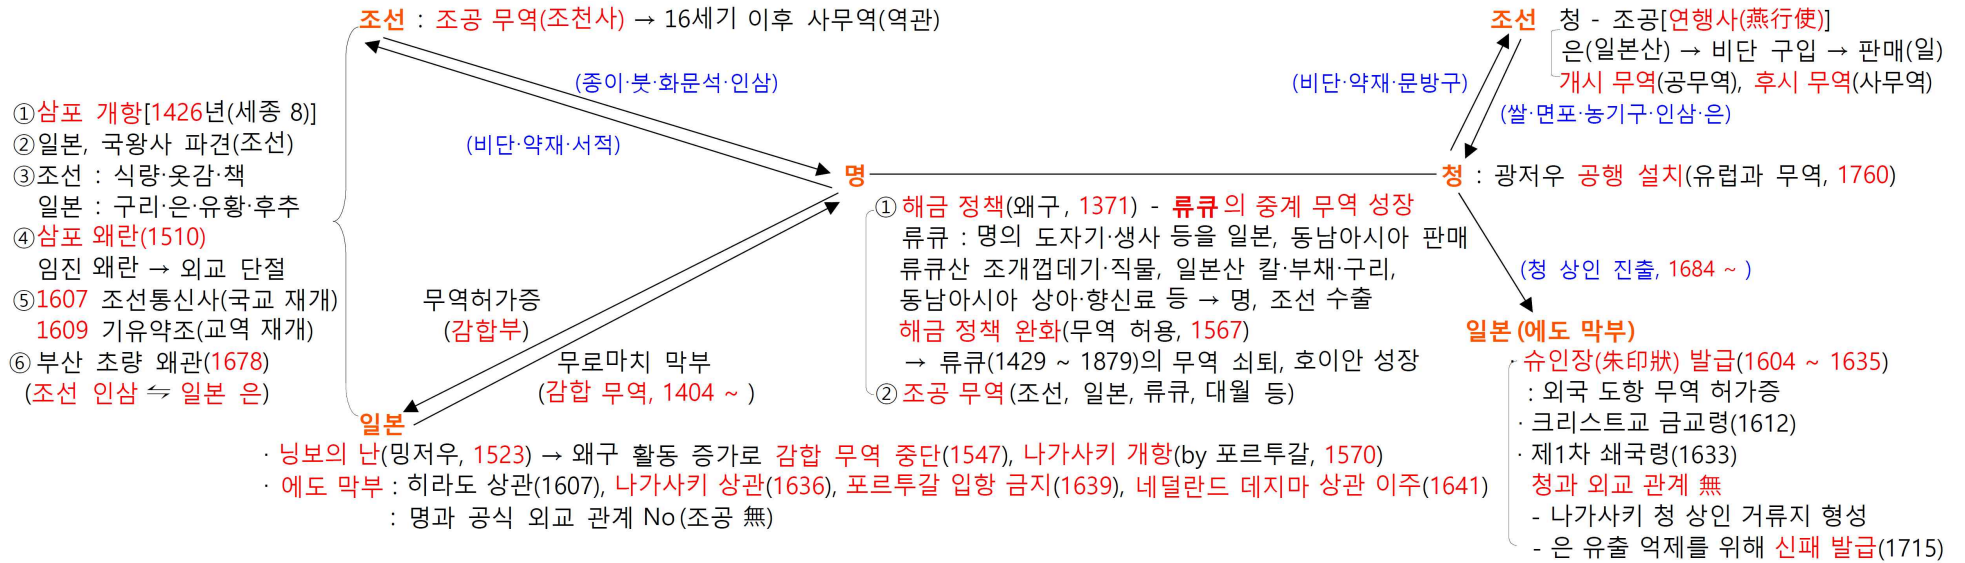 조선 : 조공 무역(조천사) → 16세기 이후 사무역(역관)
(종이·붓·화문석·인삼)
(비단·약재·서적)
①삼포 개항[1426년(세종 8)]
②일본, 국왕사 파견(조선)
③조선 : 식량·옷감·책
일본 : 구리·은·유황·후추
④삼포 왜란(1510)
임진 왜란 → 외교 단절
⑤1607 조선통신사(국교 재개)
1609 기유약조(교역 재개)
⑥부산 초량 왜관(1678)
(조선 인삼 ⇋ 일본 은)
무역허가증
(감합부)
무로마치 막부
(감합 무역, 1404 ~ )
일본
· 닝보의 난(밍저우, 1523) → 왜구 활동 증가로 감합 무역 중단(1547), 나가사키 개항(by 포르투갈, 1570)
· 에도 막부 : 히라도 상관(1607), 나가사키 상관(1636), 포르투갈 입항 금지(1639), 네덜란드 데지마 상관 이주(1641)
: 명과 공식 외교 관계 No(조공 無)
명
①해금 정책(왜구, 1371) - 류큐의 중계 무역 성장
류큐 : 명의 도자기·생사 등을 일본, 동남아시아 판매
류큐산 조개껍데기·직물, 일본산 칼·부채·구리,
동남아시아 상아·향신료 등 → 명, 조선 수출
해금 정책 완화(무역 허용, 1567)
→ 류큐(1429 ~ 1879)의 무역 쇠퇴, 호이안 성장
②조공 무역(조선, 일본, 류큐, 대월 등)
조선 청 - 조공[연행사(燕行使)]
은(일본산) → 비단 구입 → 판매(일)
개시 무역(공무역), 후시 무역(사무역)
(비단·약재·문방구)
(쌀·면포·농기구·인삼·은)
청 : 광저우 공행 설치(유럽과 무역, 1760)
(청 상인 진출, 1684 ~ )
일본(에도 막부)
· 슈인장(朱印狀) 발급(1604 ~ 1635)
: 외국 도항 무역 허가증
· 크리스트교 금교령(1612)
· 제1차 쇄국령(1633)
청과 외교 관계 無
- 나가사키 청 상인 거류지 형성
- 은 유출 억제를 위해 신패 발급(1715)